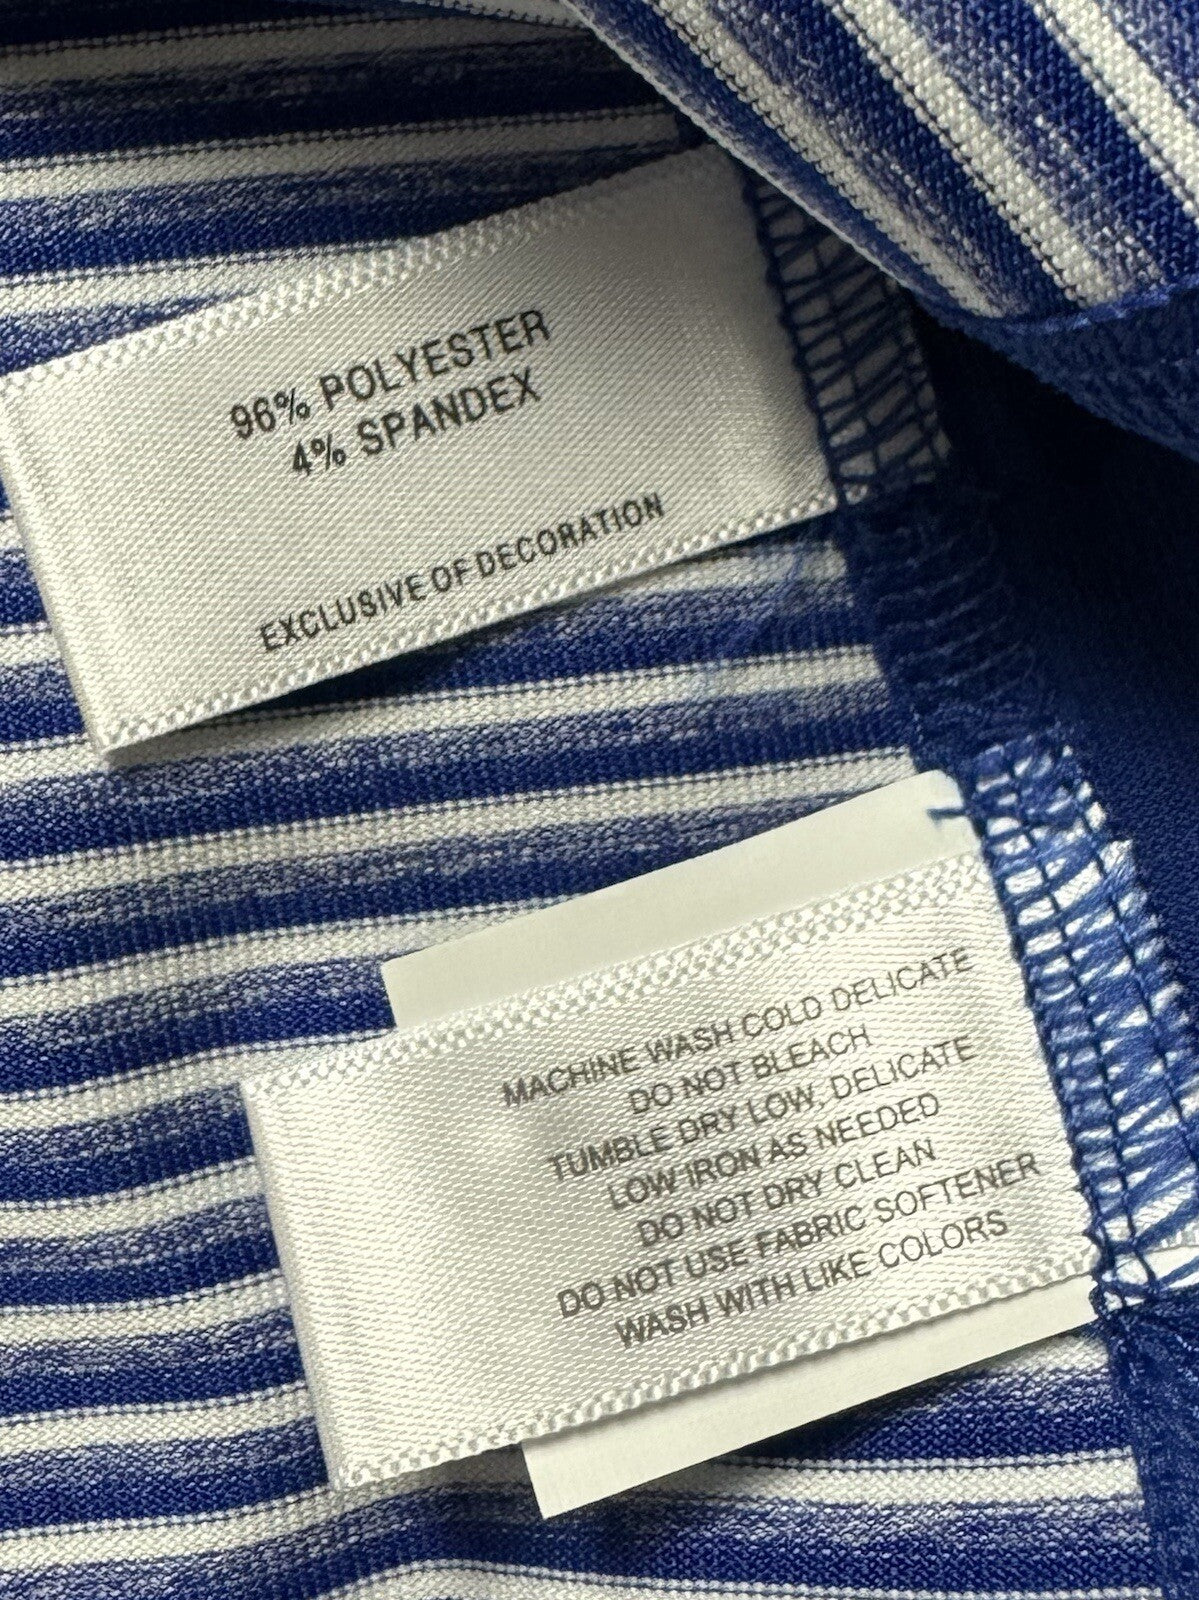 96% POLYESTER
4% SPANDEX
EXCLUSIVE OF DECORATION
MACHINE WASH COLD DELICATE
DO NOT BLEACH
TUMBLE DRY LOW, DELICATE
LOW IRON AS NEEDED
DO NOT DRY CLEAN
DO NOT USE FABRIC SOFTENER
WASH WITH LIKE COLORS